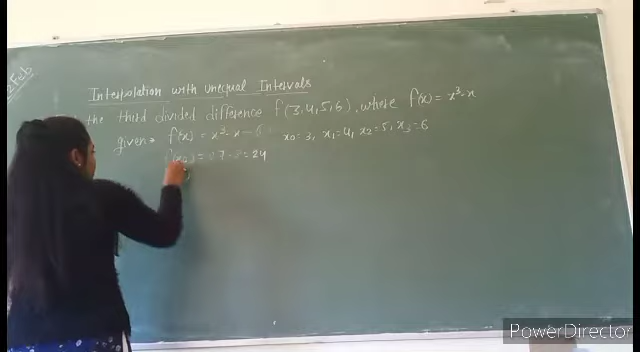 Feb
Interpolation with unequal Intervals
the third divided difference f(3,4,5,6), where f(x) = x³-x
given → f(x) = x³-x x₀=3, x₁=4, x₂=5, x₃=6
(x₀) = 27-3=24
PowerDirector